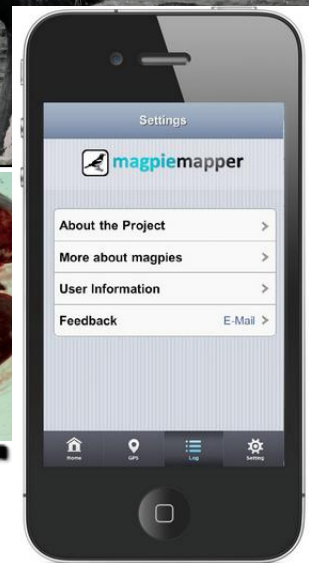 Settings
magpiemapper
About the Project
More about magpies
User Information
Feedback E-Mail
Home GPS Log Setting